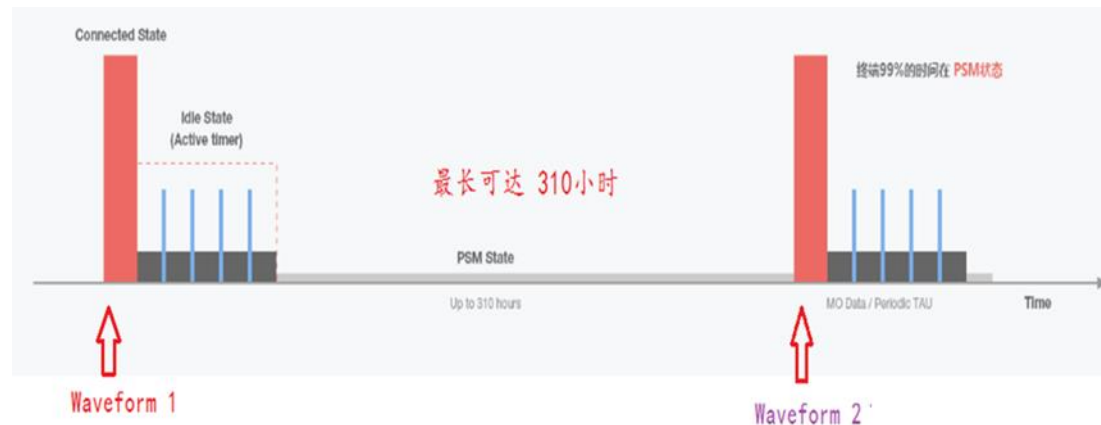 Connected State
终端99%的时间在 PSM状态
Idle State
(Active timer)
最长可达 310小时
PSM State
Up to 310 hours
MO Data / Periodic TAU
Time
Waveform 1
Waveform 2